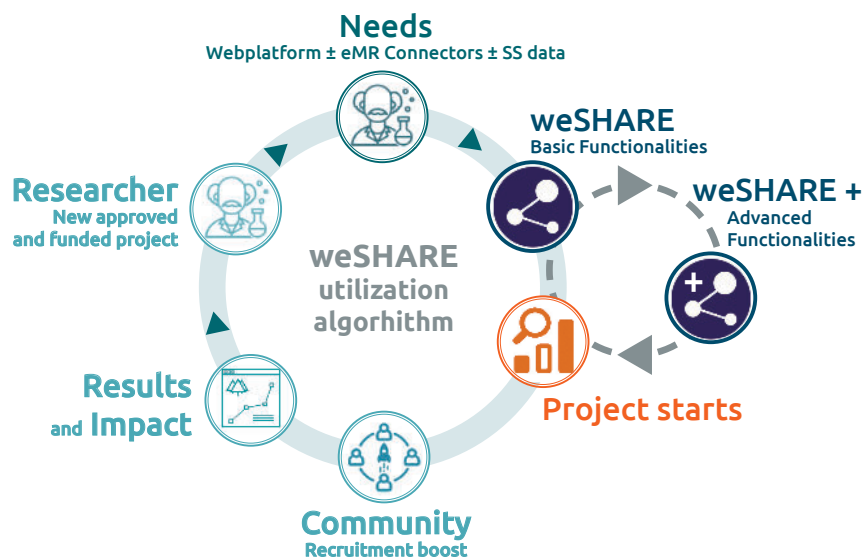 Needs
Webplatform ± eMR Connectors ± SS data
weSHARE
Basic Functionalities
weSHARE +
Advanced
Functionalities
Researcher
New approved
and funded project
weSHARE
utilization
algorhithm
Project starts
Results
and Impact
Community
Recruitment boost